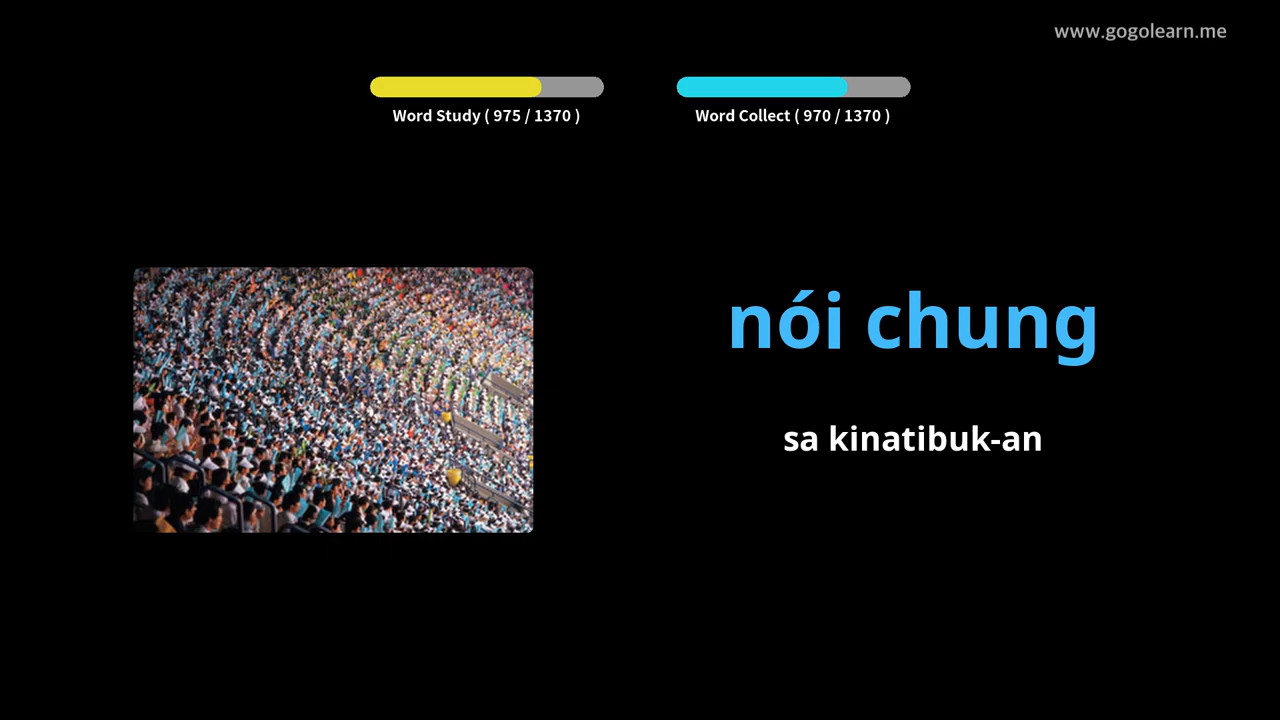 www.gogolearn.me
Word Study ( 975 / 1370 )
Word Collect ( 970 / 1370 )
nói chung
sa kinatibuk-an